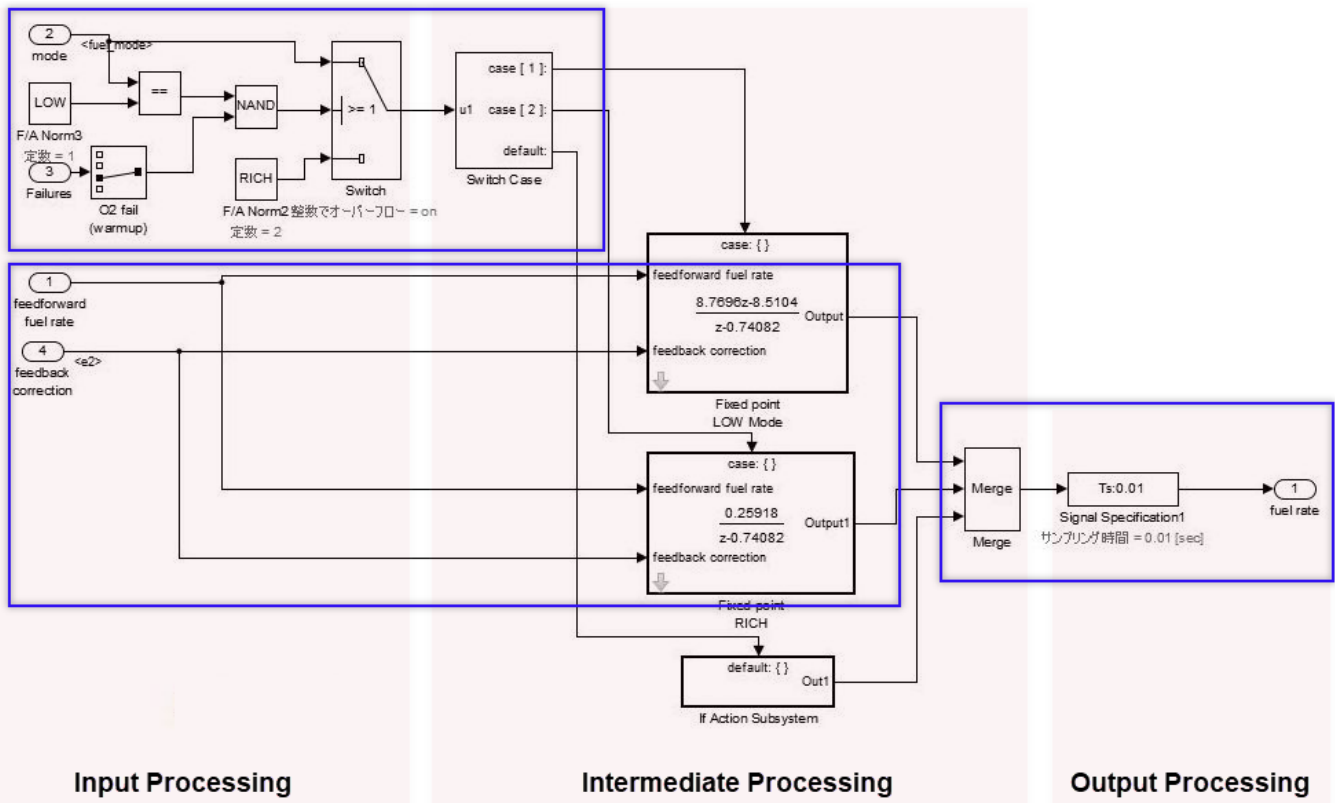 2
mode
<fuel_mode>
LOW
F/A Norm3
定数 = 1
==
NAND
3
Failures
O2 fail
(warmup)
RICH
F/A Norm2
定数 = 2
>= 1
Switch
整数でオーバーフロー = on
u1
case [ 1 ]:
case [ 2 ]:
default:
Switch Case
1
feedforward
fuel rate
4
<e2>
feedback
correction
case: { }
feedforward fuel rate
8.7696z-8.5104
z-0.74082
Output
feedback correction
Fixed point
LOW Mode
case: { }
feedforward fuel rate
0.25918
z-0.74082
Output1
feedback correction
Fixed point
RICH
default: { }
Out1
If Action Subsystem
Merge
Merge
Ts:0.01
Signal Specification1
サンプリング時間 = 0.01 [sec]
1
fuel rate
Input Processing
Intermediate Processing
Output Processing